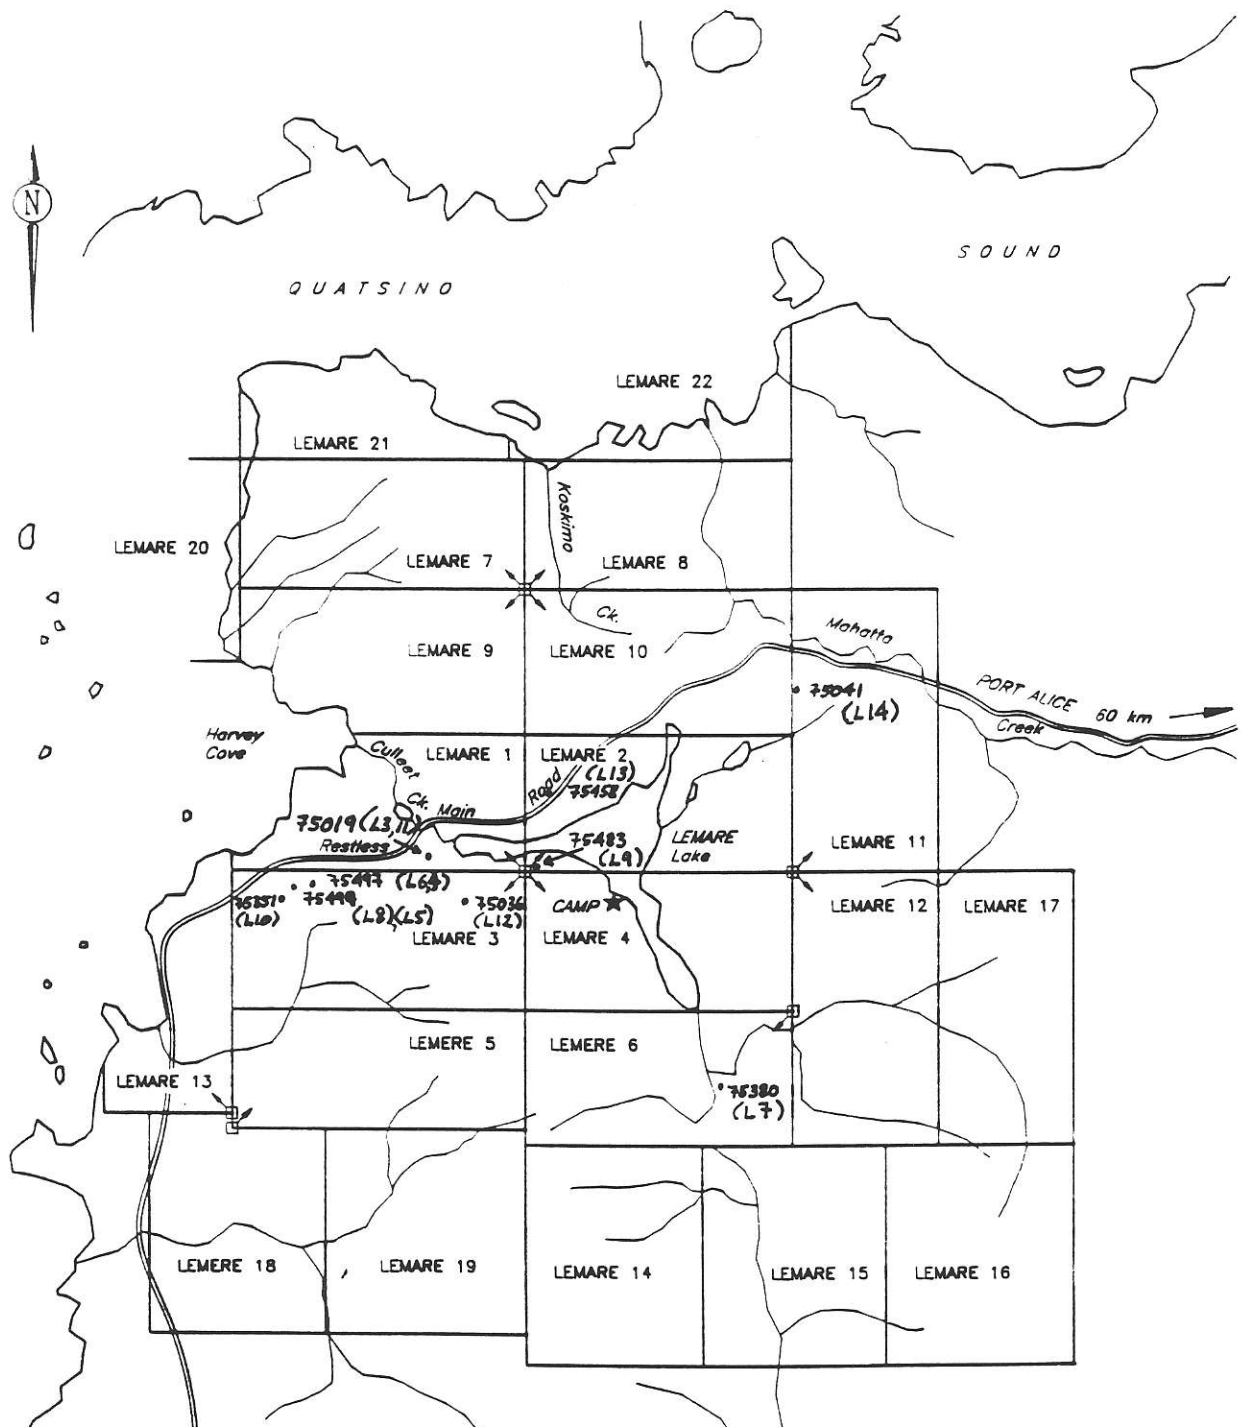 N
SOUND
QUATSINO
LEMARE 22
LEMARE 21
Koskimo
LEMARE 20
LEMARE 7
LEMARE 8
Ck.
Mahatta
LEMARE 9
LEMARE 10
PORT ALICE 60 km
75041
(L14)
Creek
Harvey
Cove
Culleet
Ck.
LEMARE 1
LEMARE 2
(L13)
75458
Road
Main
75019 (L3,11)
Restless
75483
(L9)
LEMARE
Lake
LEMARE 11
75497 (L6,4)
75351
(L10)
75499
(L8),(L5)
75036
(L12)
CAMP
LEMARE 12
LEMARE 17
LEMARE 3
LEMARE 4
LEMERE 5
LEMERE 6
LEMARE 13
75380
(L7)
LEMERE 18
LEMARE 19
LEMARE 14
LEMARE 15
LEMARE 16